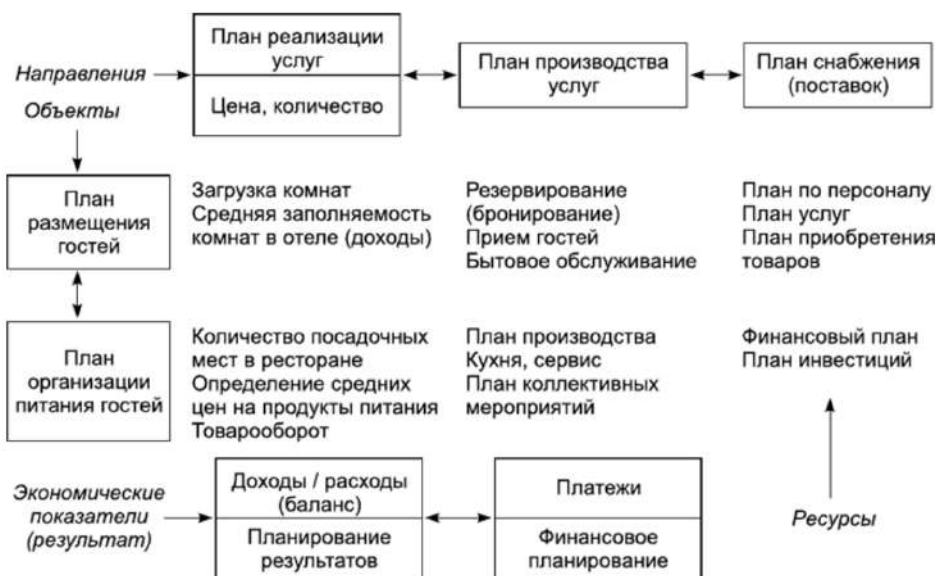 План реализации
услуг
Цена, количество
План производства
услуг
План снабжения
(поставок)
Направления
Объекты
План
размещения
гостей
Загрузка комнат
Средняя заполняемость
комнат в отеле (доходы)
Резервирование
(бронирование)
Прием гостей
Бытовое обслуживание
План по персоналу
План услуг
План приобретения
товаров
План
организации
питания гостей
Количество посадочных
мест в ресторане
Определение средних
цен на продукты питания
Товарооборот
План производства
Кухня, сервис
План коллективных
мероприятий
Финансовый план
План инвестиций
Экономические
показатели
(результат)
Доходы / расходы
(баланс)
Планирование
результатов
Платежи
Финансовое
планирование
Ресурсы